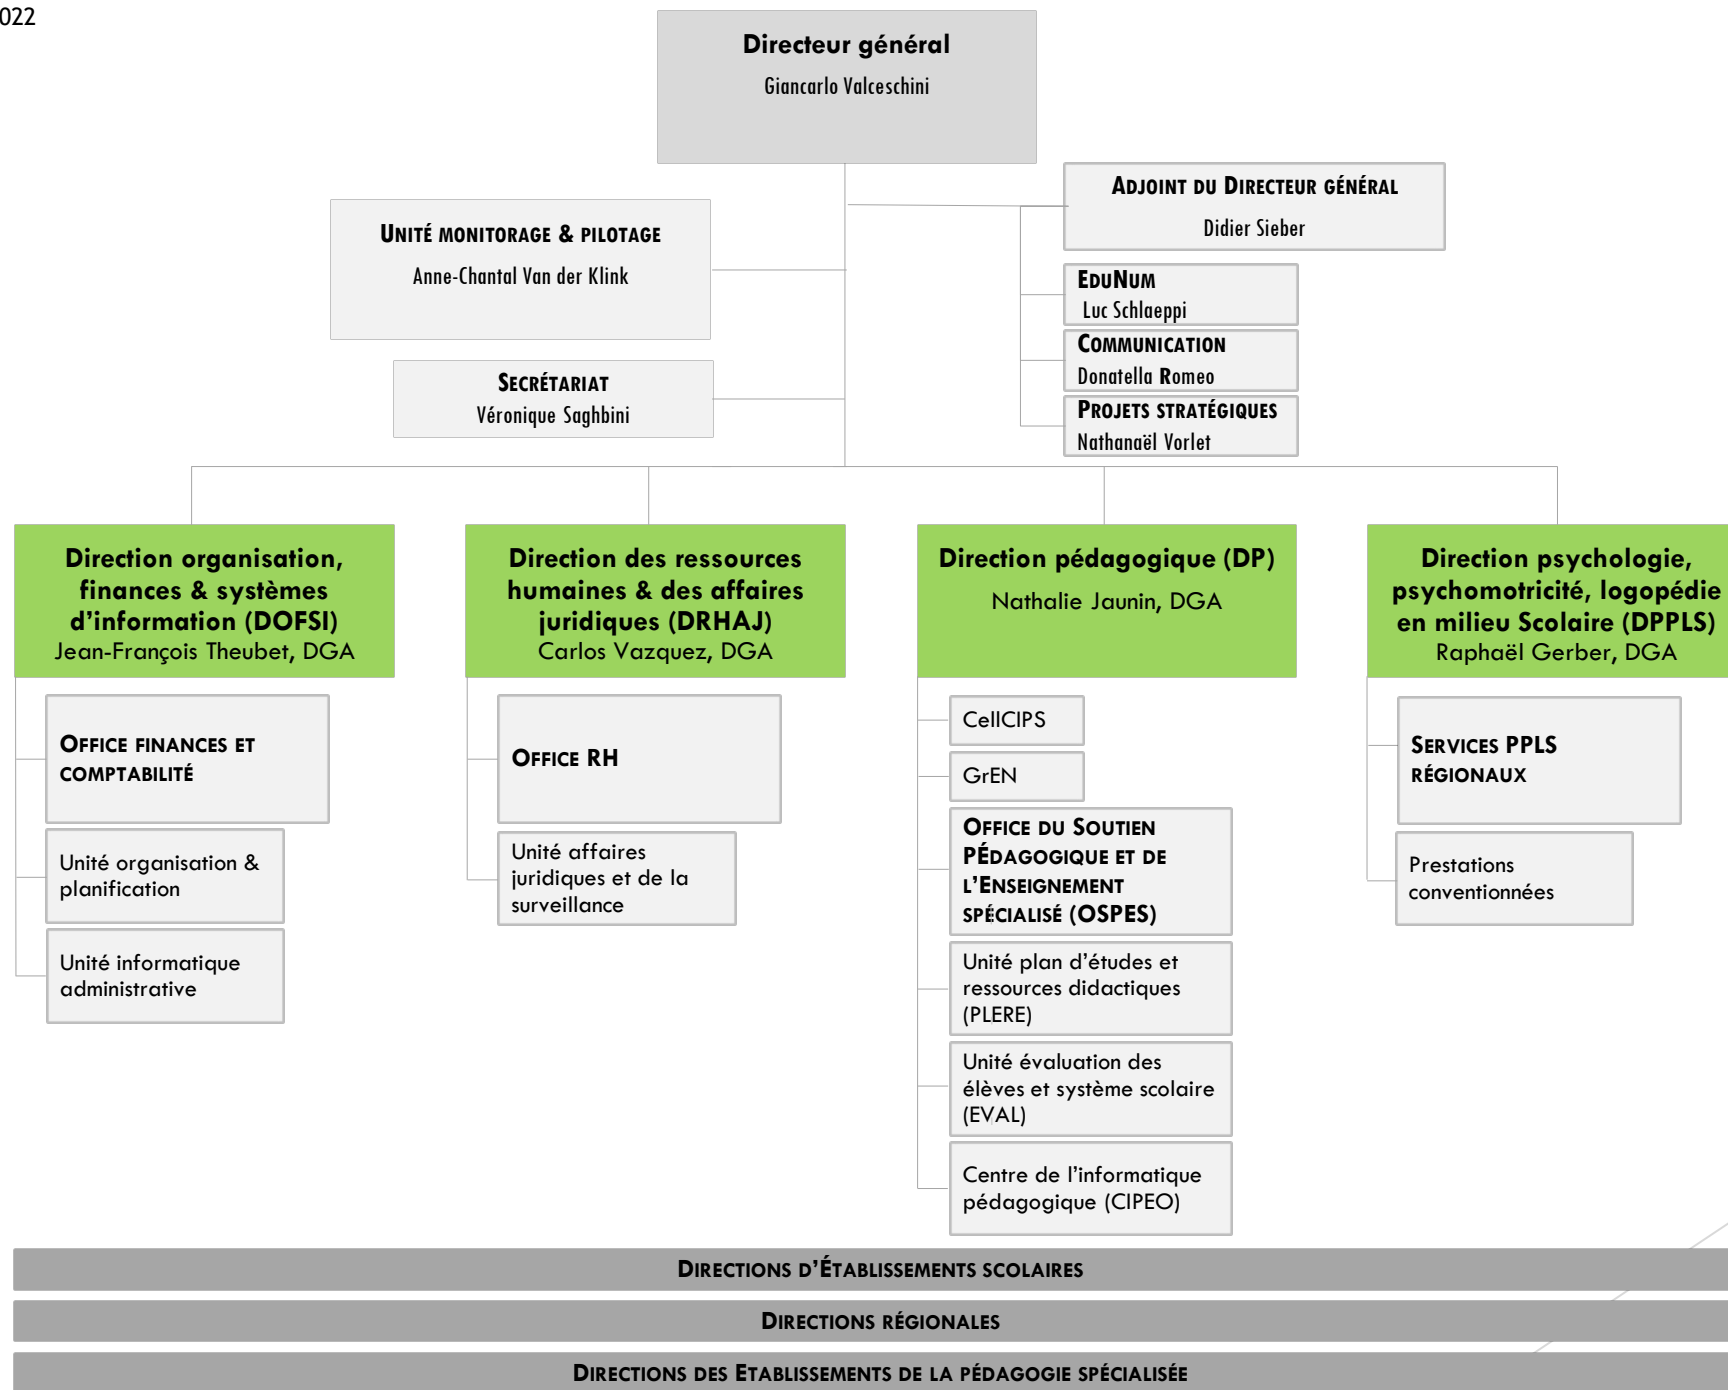 022
Directeur général
Giancarlo Valceschini
ADJOINT DU DIRECTEUR GÉNÉRAL
Didier Sieber
UNITÉ MONITORAGE & PILOTAGE
Anne-Chantal Van der Klink
EDUNUM
Luc Schlaeppi
COMMUNICATION
Donatella Romeo
PROJETS STRATÉGIQUES
Nathanaël Vorlet
SECRÉTARIAT
Véronique Saghbini
Direction organisation,
finances & systèmes
d'information (DOFSI)
Jean-François Theubet, DGA
OFFICE FINANCES ET
COMPTABILITÉ
Unité organisation &
planification
Unité informatique
administrative
Direction des ressources
humaines & des affaires
juridiques (DRHAJ)
Carlos Vazquez, DGA
OFFICE RH
Unité affaires
juridiques et de la
surveillance
Direction pédagogique (DP)
Nathalie Jaunin, DGA
CellCIPS
GrEN
OFFICE DU SOUTIEN
PÉDAGOGIQUE ET DE
L'ENSEIGNEMENT
SPÉCIALISÉ (OSPES)
Unité plan d'études et
ressources didactiques
(PLERE)
Unité évaluation des
élèves et système scolaire
(EVAL)
Centre de l'informatique
pédagogique (CIPEO)
Direction psychologie,
psychomotricité, logopédie
en milieu Scolaire (DPPLS)
Raphaël Gerber, DGA
SERVICES PPLS
RÉGIONAUX
Prestations
conventionnées
DIRECTIONS D'ÉTABLISSEMENTS SCOLAIRES
DIRECTIONS RÉGIONALES
DIRECTIONS DES ETABLISSEMENTS DE LA PÉDAGOGIE SPÉCIALISÉE